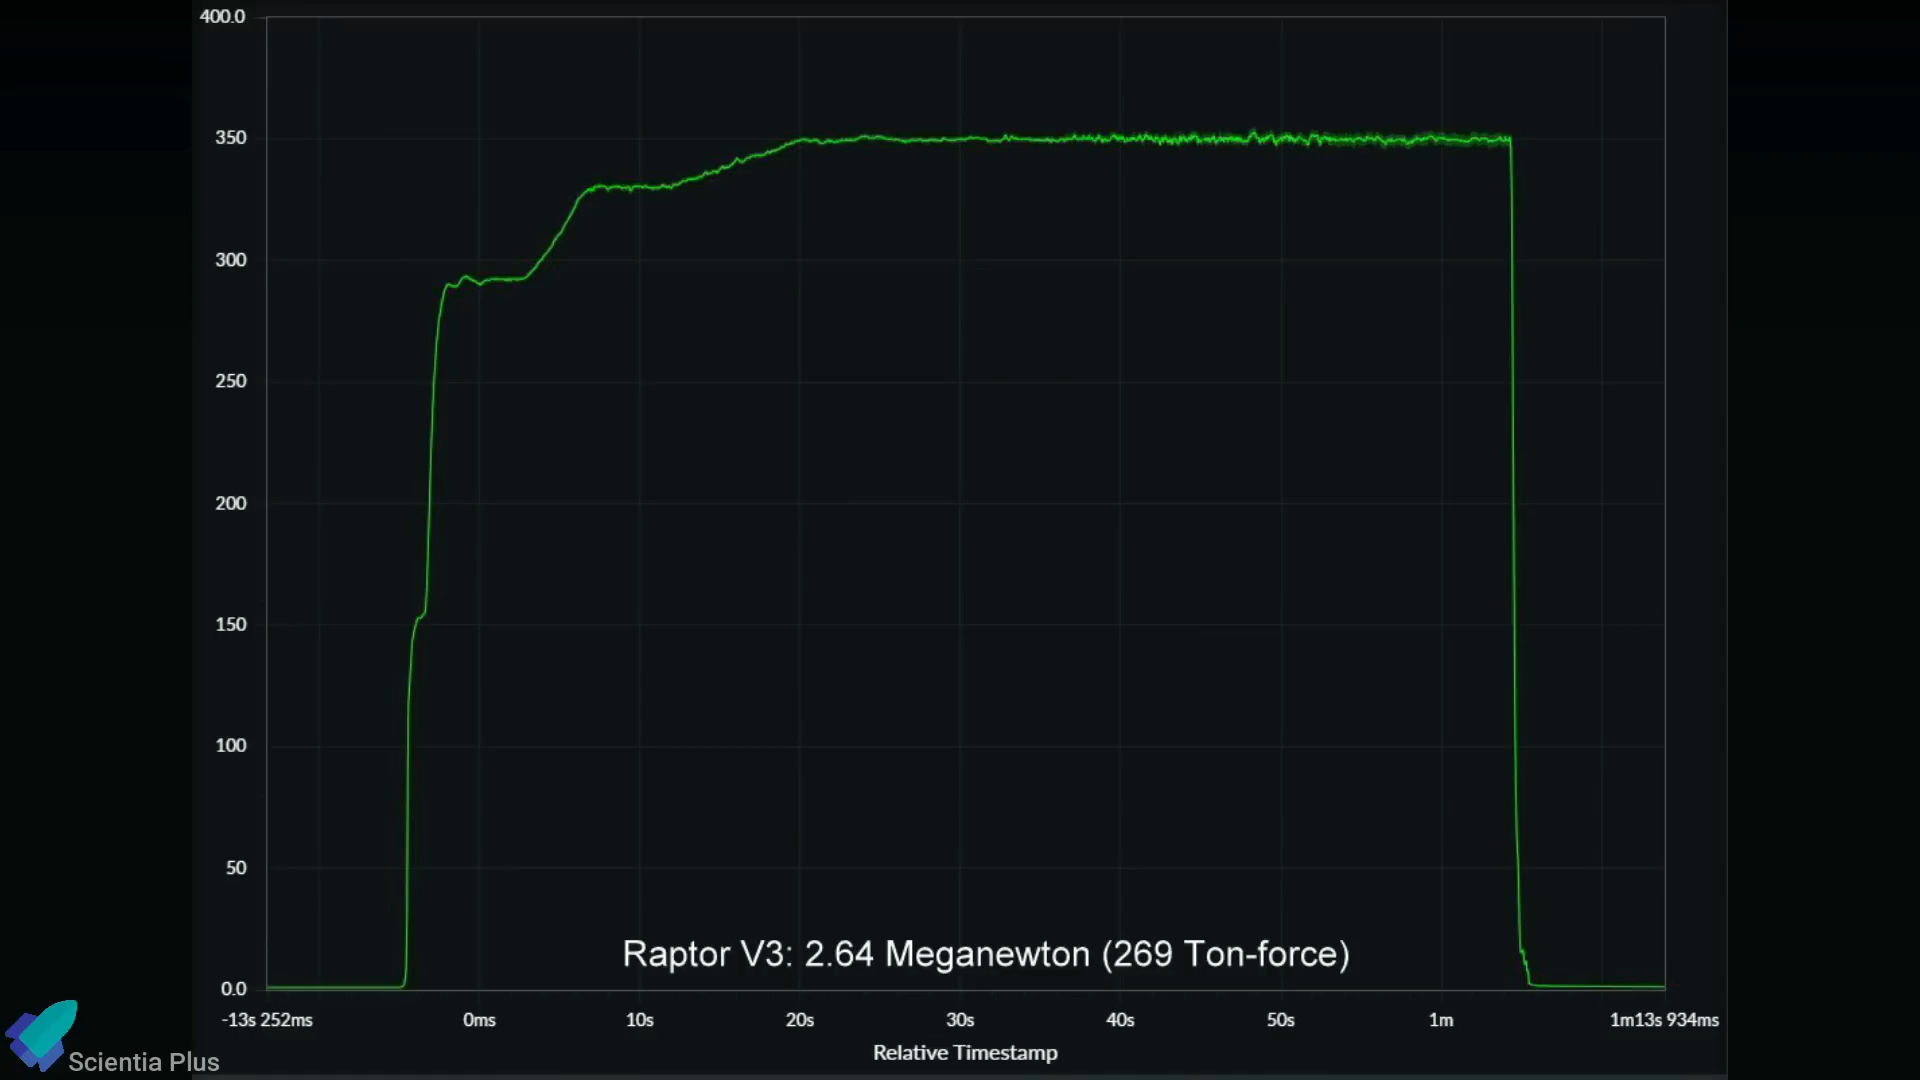 400.0
350
300
250
200
150
100
50
0.0
Raptor V3: 2.64 Meganewton (269 Ton-force)
-13s 252ms 0ms 10s 20s 30s 40s 50s 1m 1m13s 934ms
Relative Timestamp
Scientia Plus